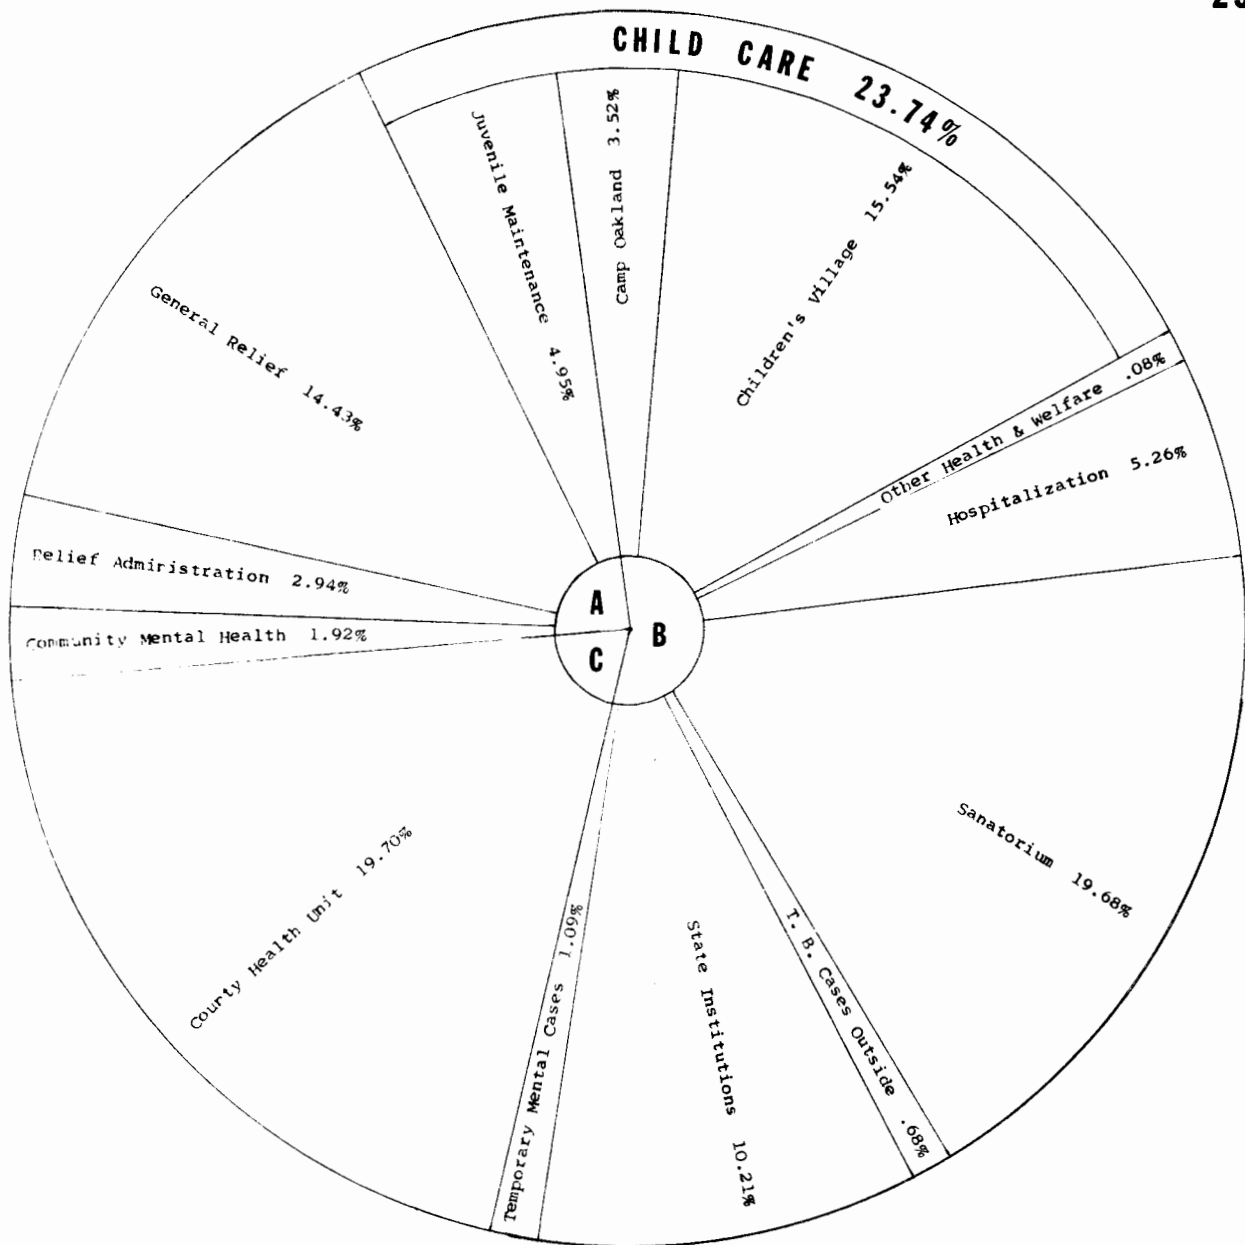 CHILD CARE 23.74%
Juvenile Maintenance 4.95%
Camp Oakland 3.52%
Children's Village 15.54%
Other Health & Welfare .08%
Hospitalization 5.26%
Sanatorium 19.68%
T. B. Cases Outside .68%
State Institutions 10.21%
Temporary Mental Cases 1.09%
County Health Unit 19.70%
Community Mental Health 1.92%
Relief Administration 2.94%
General Relief 14.43%
A
B
C